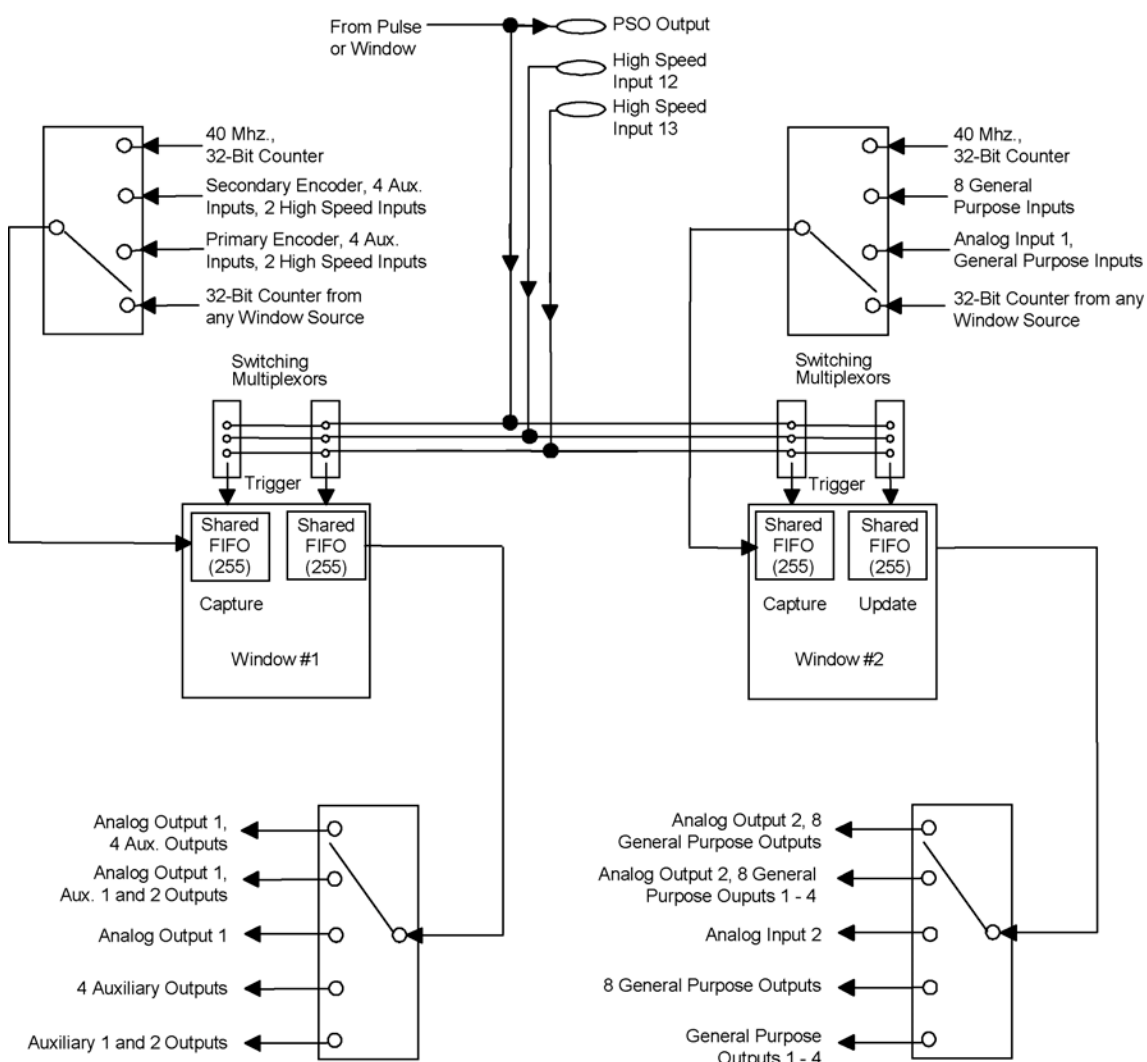 From Pulse
or Window
PSO Output
High Speed
Input 12
High Speed
Input 13
40 Mhz.,
32-Bit Counter
Secondary Encoder, 4 Aux.
Inputs, 2 High Speed Inputs
Primary Encoder, 4 Aux.
Inputs, 2 High Speed Inputs
32-Bit Counter from
any Window Source
40 Mhz.,
32-Bit Counter
8 General
Purpose Inputs
Analog Input 1,
General Purpose Inputs
32-Bit Counter from any
Window Source
Switching
Multiplexors
Switching
Multiplexors
Trigger
Trigger
Shared
FIFO
(255)
Shared
FIFO
(255)
Capture
Window #1
Shared
FIFO
(255)
Shared
FIFO
(255)
Capture
Update
Window #2
Analog Output 1,
4 Aux. Outputs
Analog Output 1,
Aux. 1 and 2 Outputs
Analog Output 1
4 Auxiliary Outputs
Auxiliary 1 and 2 Outputs
Analog Output 2, 8
General Purpose Outputs
Analog Output 2, 8 General
Purpose Ouputs 1 - 4
Analog Input 2
8 General Purpose Outputs
General Purpose
Outputs 1 - 4